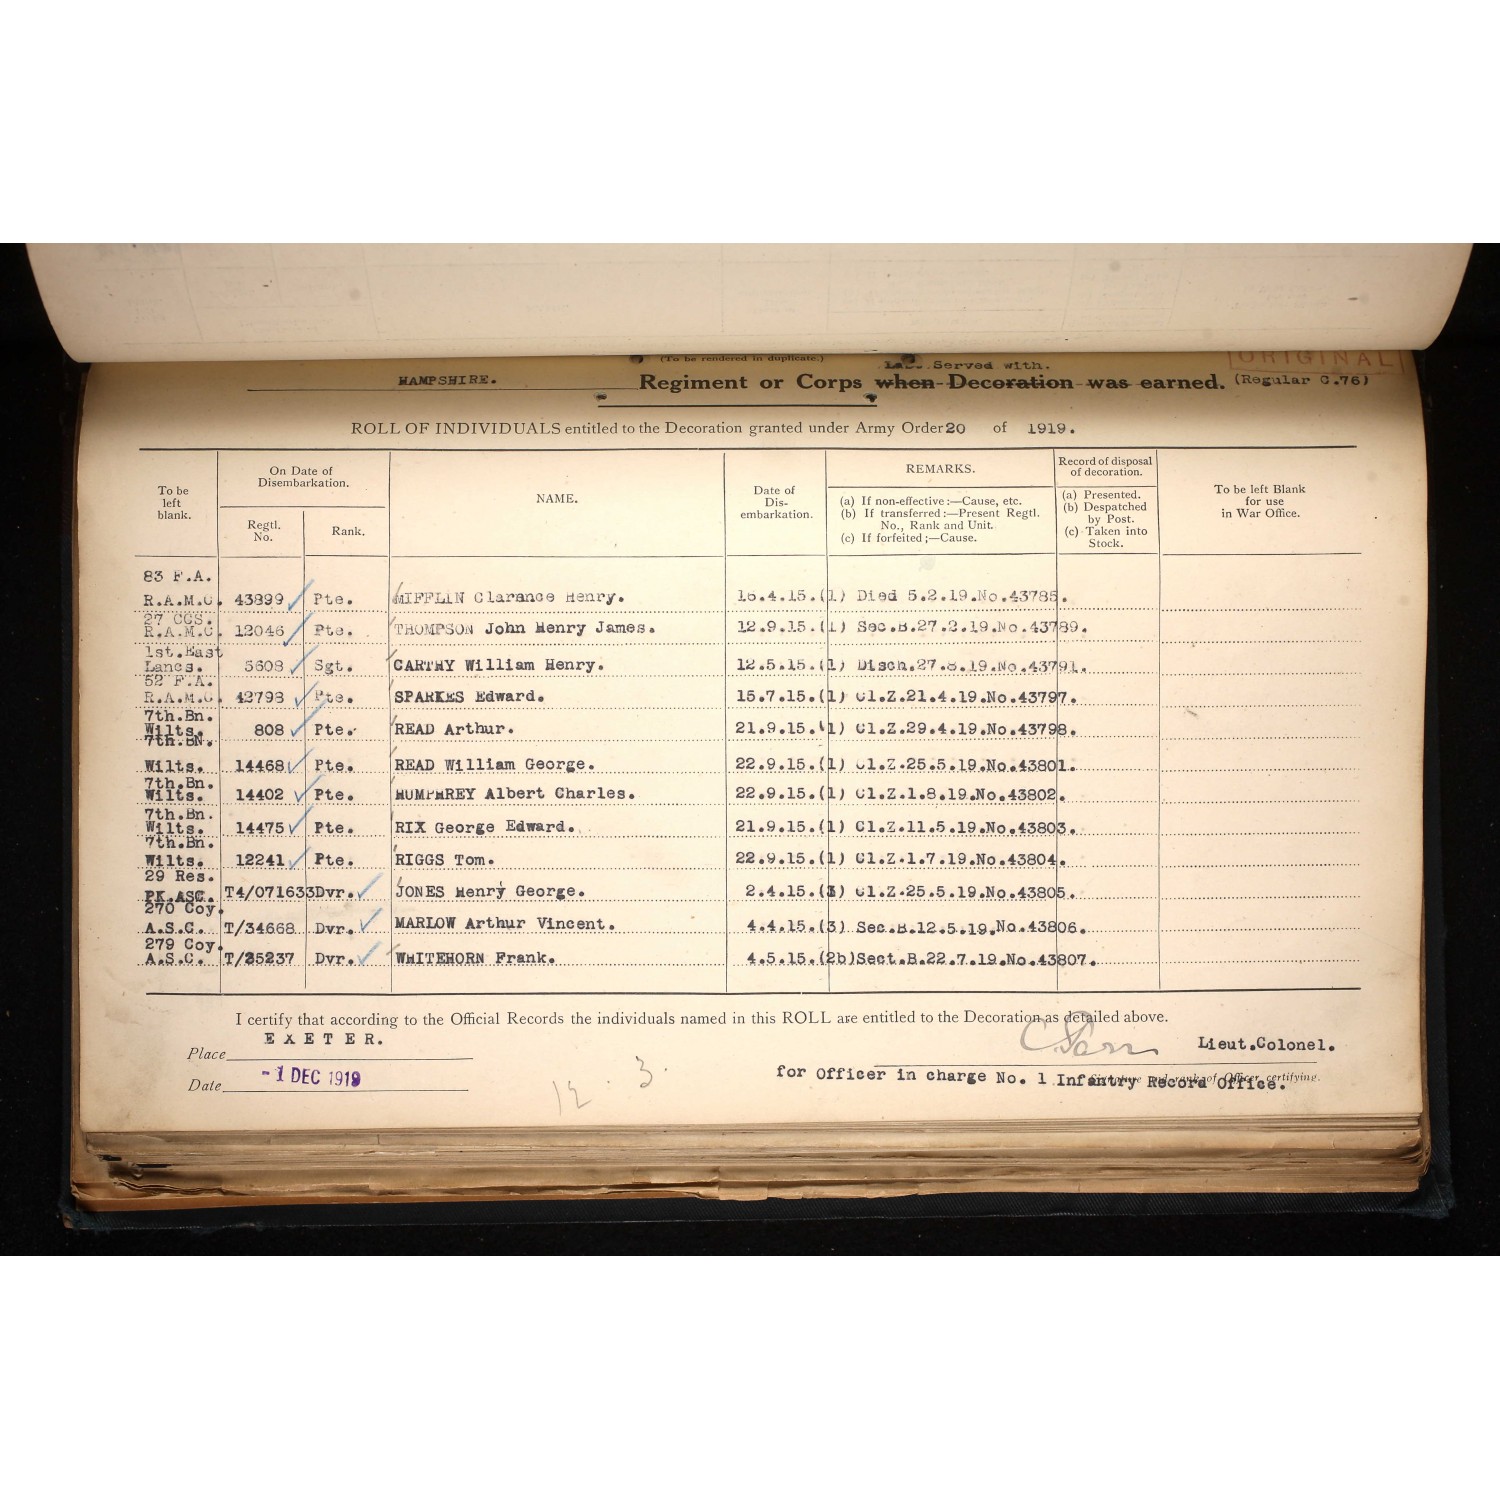 (To be rendered in duplicate.)
ORIGINAL
Served with.
HAMPSHIRE. Regiment or Corps when Decoration was earned. (Regular C.76)
ROLL OF INDIVIDUALS entitled to the Decoration granted under Army Order 20 of 1919.
To be left blank.
On Date of Disembarkation.
Regtl. No.
Rank.
NAME.
Date of Dis-embarkation.
REMARKS.
(a) If non-effective:—Cause, etc.
(b) If transferred:—Present Regtl. No., Rank and Unit.
(c) If forfeited;—Cause.
Record of disposal of decoration.
(a) Presented.
(b) Despatched by Post.
(c) Taken into Stock.
To be left Blank for use in War Office.
83 F.A.
R.A.M.C. 43899 Pte. MIFFLIN Clarance Henry. 16.4.15.(1) Died 5.2.19.No.43785.
27 CCS.
R.A.M.C. 12046 Pte. THOMPSON John Henry James. 12.9.15.(1) Sec.B.27.2.19.No.43789.
1st.East
Lancs. 5608 Sgt. CARTHY William Henry. 12.5.15.(1) Disch.27.8.19.No.43791.
52 F.A.
R.A.M.C. 42798 Pte. SPARKES Edward. 15.7.15.(1) Cl.Z.21.4.19.No.43797.
7th.Bn.
Wilts. 808 Pte. READ Arthur. 21.9.15.(1) Cl.Z.29.4.19.No.43798.
7th.BN.
Wilts. 14468 Pte. READ William George. 22.9.15.(1) Cl.Z.25.5.19.No.43801.
7th.Bn.
Wilts. 14402 Pte. HUMPHREY Albert Charles. 22.9.15.(1) Cl.Z.1.8.19.No.43802.
7th.Bn.
Wilts. 14475 Pte. RIX George Edward. 21.9.15.(1) Cl.Z.11.5.19.No.43803.
7th.Bn.
Wilts. 12241 Pte. RIGGS Tom. 22.9.15.(1) Cl.Z.1.7.19.No.43804.
29 Res.
PK.ASC. T4/071633 Dvr. JONES Henry George. 2.4.15.(3) Cl.Z.25.5.19.No.43805.
270 Coy.
A.S.C. T/34668 Dvr. MARLOW Arthur Vincent. 4.4.15.(3) Sec.B.12.5.19.No.43806.
279 Coy.
A.S.C. T/35237 Dvr. WHITEHORN Frank. 4.5.15.(2b) Sect.B.22.7.19.No.43807.
I certify that according to the Official Records the individuals named in this ROLL are entitled to the Decoration as detailed above.
Place EXETER.
Lieut.Colonel.
Date -1 DEC 1919
12 . 3.
Signature and rank of Officer certifying.
for Officer in charge No. 1 Infantry Record Office.